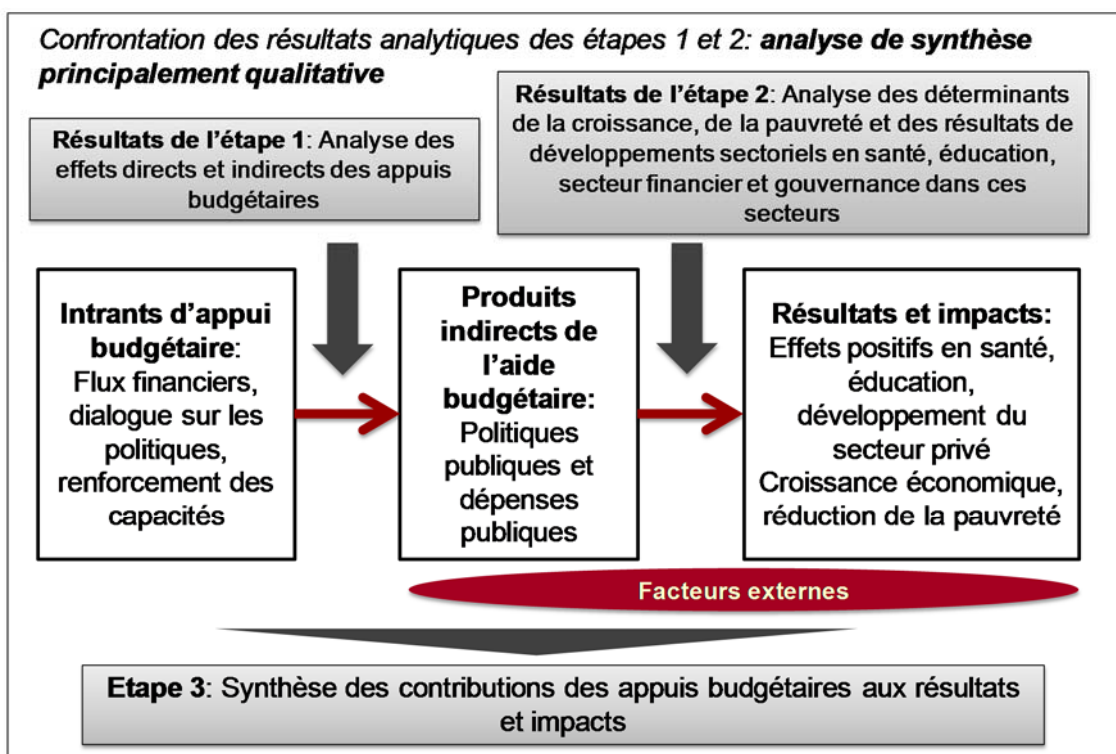 Confrontation des résultats analytiques des étapes 1 et 2: analyse de synthèse
principalement qualitative
Résultats de l’étape 1: Analyse des
effets directs et indirects des appuis
budgétaires
Résultats de l’étape 2: Analyse des déterminants
de la croissance, de la pauvreté et des résultats de
développements sectoriels en santé, éducation,
secteur financier et gouvernance dans ces
secteurs
Intrants d’appui
budgétaire:
Flux financiers,
dialogue sur les
politiques,
renforcement des
capacités
Produits
indirects de
l’aide
budgétaire:
Politiques
publiques et
dépenses
publiques
Résultats et impacts:
Effets positifs en santé,
éducation,
développement du
secteur privé
Croissance économique,
réduction de la pauvreté
Facteurs externes
Etape 3: Synthèse des contributions des appuis budgétaires aux résultats
et impacts